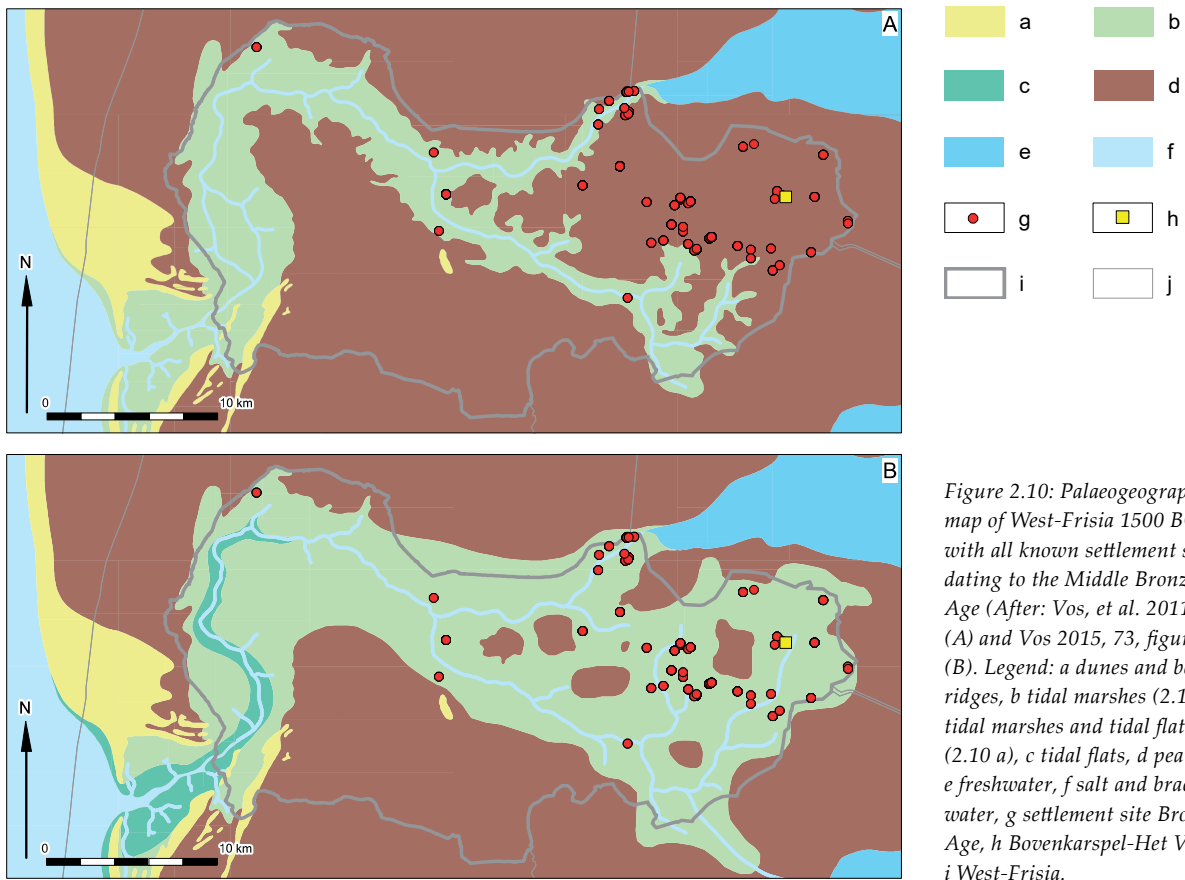 A
N
0
10 km
B
N
0
10 km
a
b
c
d
e
f
g
h
i
j
Figure 2.10: Palaeogeograp
map of West-Frisia 1500 B
with all known settlement s
dating to the Middle Bronz
Age (After: Vos, et al. 2011
(A) and Vos 2015, 73, figur
(B). Legend: a dunes and b
ridges, b tidal marshes (2.1
tidal marshes and tidal flat
(2.10 a), c tidal flats, d pea
e freshwater, f salt and brac
water, g settlement site Bro
Age, h Bovenkarspel-Het V
i West-Frisia.